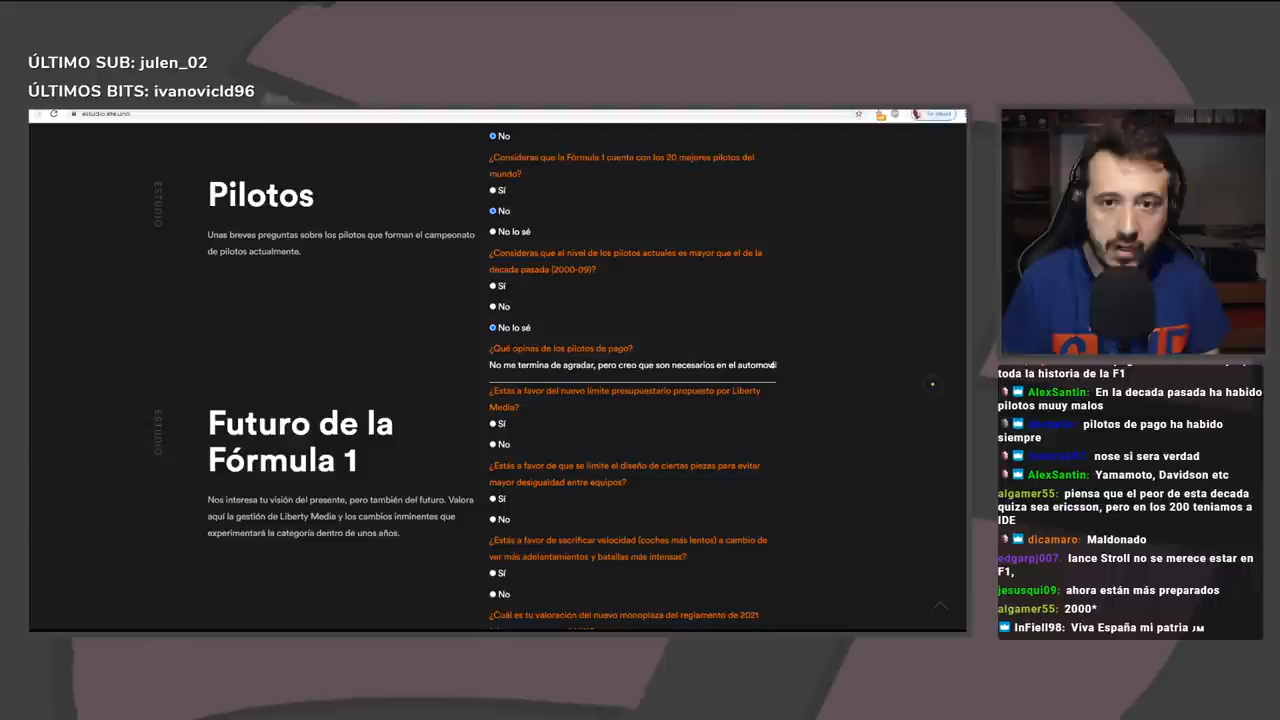 ÚLTIMO SUB: julen_02
ÚLTIMOS BITS: ivanovicld96
No
¿Consideras que la Fórmula 1 cuenta con los 20 mejores pilotos del
mundo?
Sí
No
No lo sé
ESTUDIO
Pilotos
Unas breves preguntas sobre los pilotos que forman el campeonato
de pilotos actualmente.
¿Consideras que el nivel de los pilotos actuales es mayor que el de la
decada pasada (2000-09)?
Sí
No
No lo sé
¿Qué opinas de los pilotos de pago?
No me termina de agradar, pero creo que son necesarios en el automovil
¿Estás a favor del nuevo límite presupuestario propuesto por Liberty
Media?
Sí
No
ESTUDIO
Futuro de la
Fórmula 1
Nos interesa tu visión del presente, pero también del futuro. Valora
aquí la gestión de Liberty Media y los cambios inminentes que
experimentará la categoría dentro de unos años.
¿Estás a favor de que se limite el diseño de ciertas piezas para evitar
mayor desigualdad entre equipos?
Sí
No
¿Estás a favor de sacrificar velocidad (coches más lentos) a cambio de
ver más adelantamientos y batallas más intensas?
Sí
No
¿Cuál es tu valoración del nuevo monoplaza del reglamento de 2021
toda la historia de la F1
AlexSantin: En la decada pasada ha habido
pilotos muy malos
pilotos de pago ha habido
siempre
nose si sera verdad
AlexSantin: Yamamoto, Davidson etc
algamer55: piensa que el peor de esta decada
quiza sea ericsson, pero en los 200 teniamos a
IDE
dicamaro: Maldonado
edgarpj007: lance Stroll no se merece estar en
F1,
jesusqui09: ahora están más preparados
algamer55: 2000*
InFiell98: Viva España mi patria